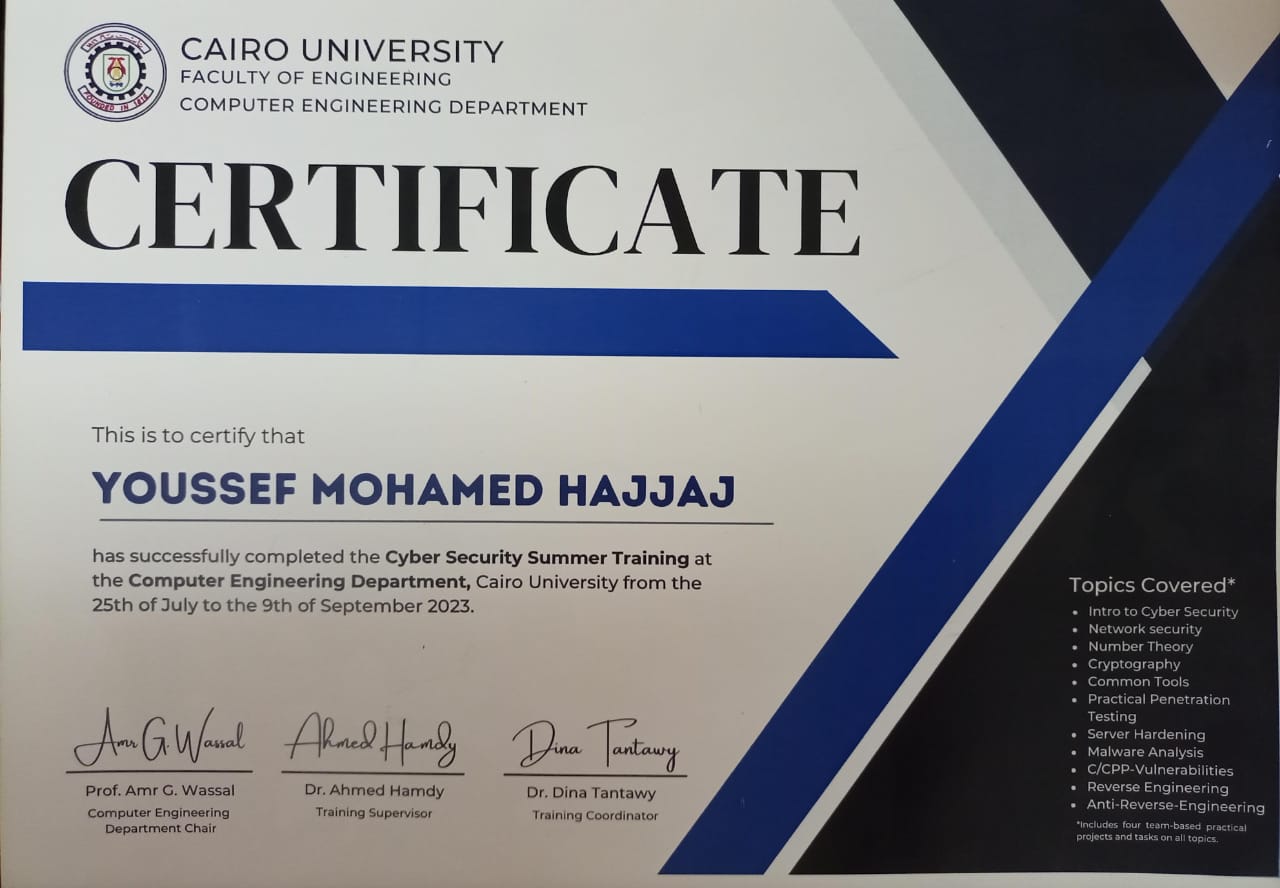 CAIRO UNIVERSITY
FACULTY OF ENGINEERING
COMPUTER ENGINEERING DEPARTMENT
FOUNDED IN 1816
CERTIFICATE
This is to certify that
YOUSSEF MOHAMED HAJJAJ
has successfully completed the Cyber Security Summer Training at
the Computer Engineering Department, Cairo University from the
25th of July to the 9th of September 2023.
Amr G. Wassal
Prof. Amr G. Wassal
Computer Engineering
Department Chair
Ahmed Hamdy
Dr. Ahmed Hamdy
Training Supervisor
Dina Tantawy
Dr. Dina Tantawy
Training Coordinator
Topics Covered*
• Intro to Cyber Security
• Network security
• Number Theory
• Cryptography
• Common Tools
• Practical Penetration
Testing
• Server Hardening
• Malware Analysis
• C/CPP-Vulnerabilities
• Reverse Engineering
• Anti-Reverse-Engineering
*Includes four team-based practical
projects and tasks on all topics.